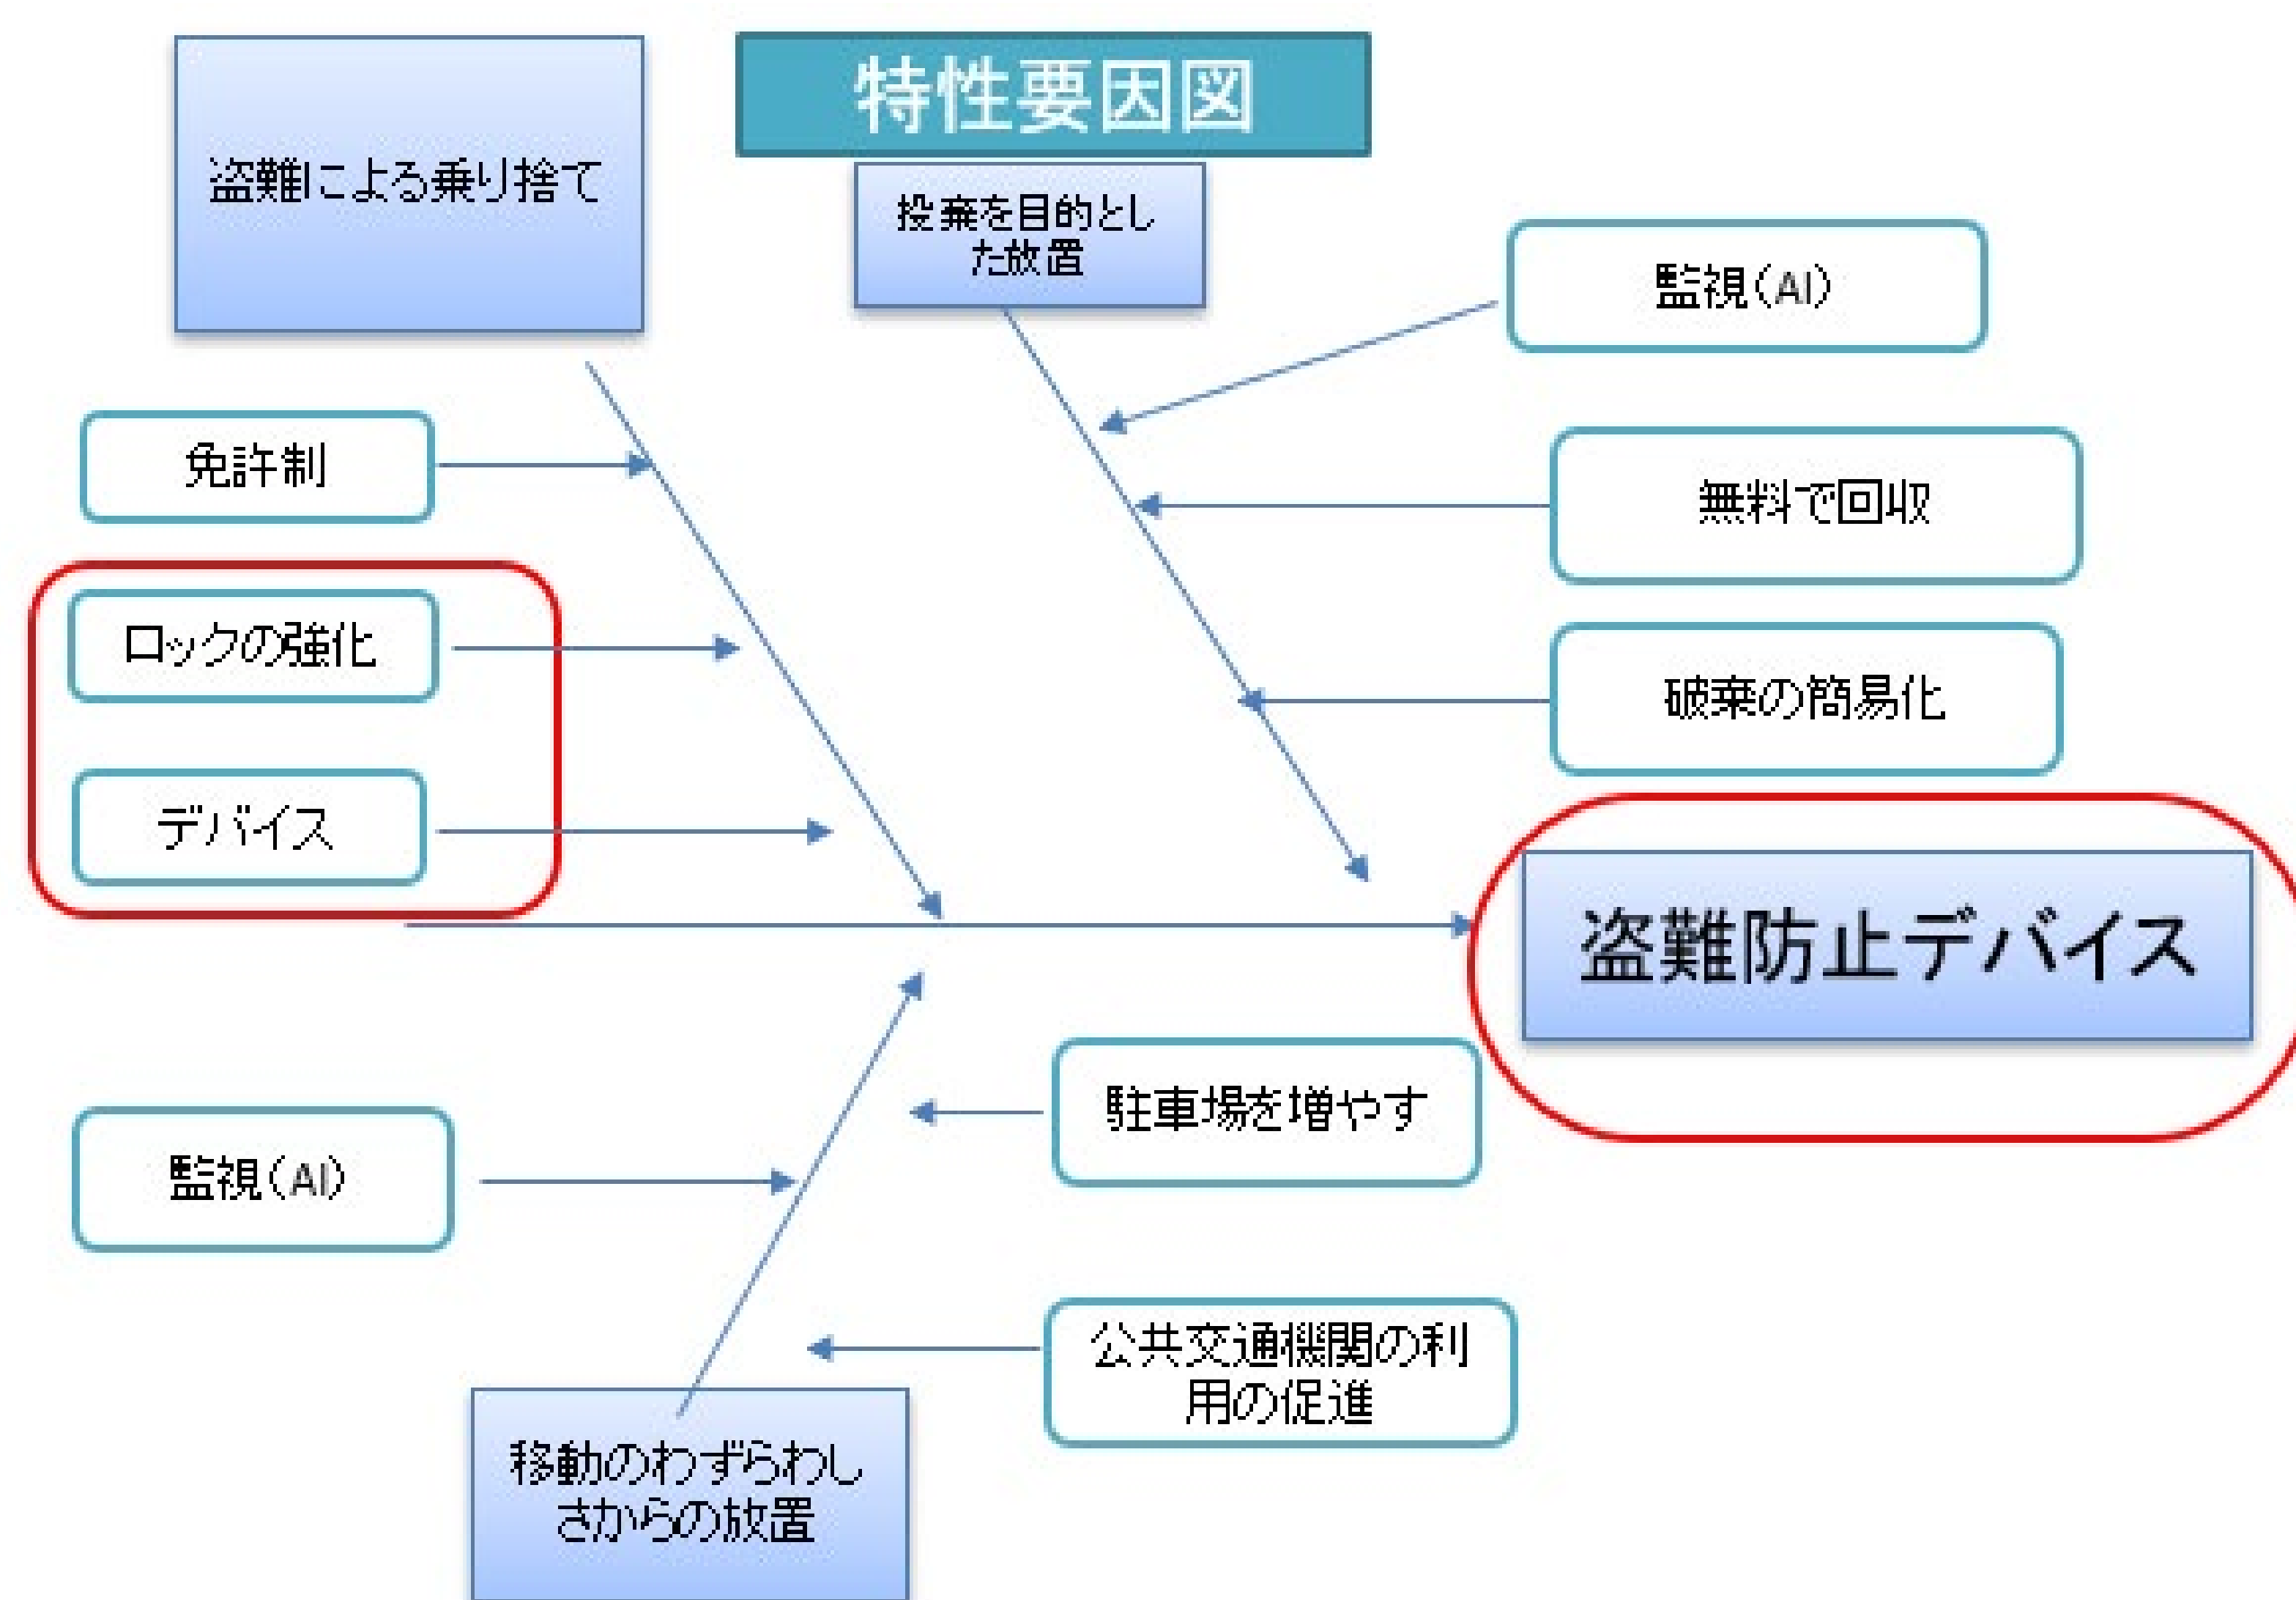 特性要因図
盗難による乗り捨て
投棄を目的とし
た放置
監視(AI)
免許制
無料で回収
ロックの強化
破棄の簡易化
デバイス
盗難防止デバイス
駐車場を増やす
監視(AI)
公共交通機関の利
用の促進
移動のわずらわし
さからの放置